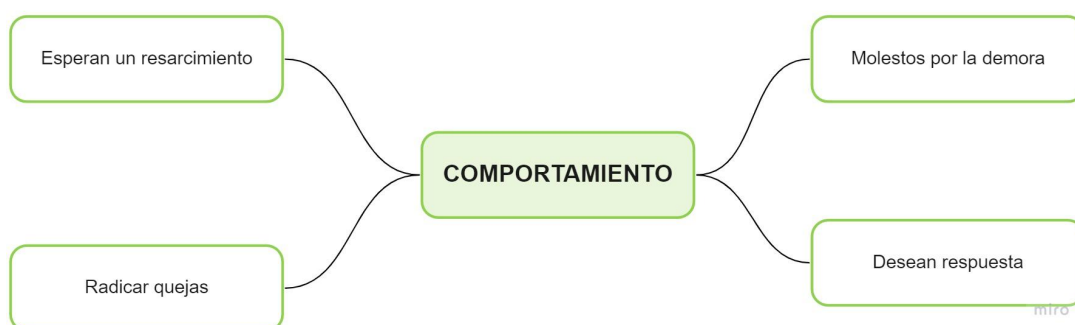 Esperan un resarcimiento
Molestos por la demora
COMPORTAMIENTO
Radicar quejas
Desean respuesta
miro